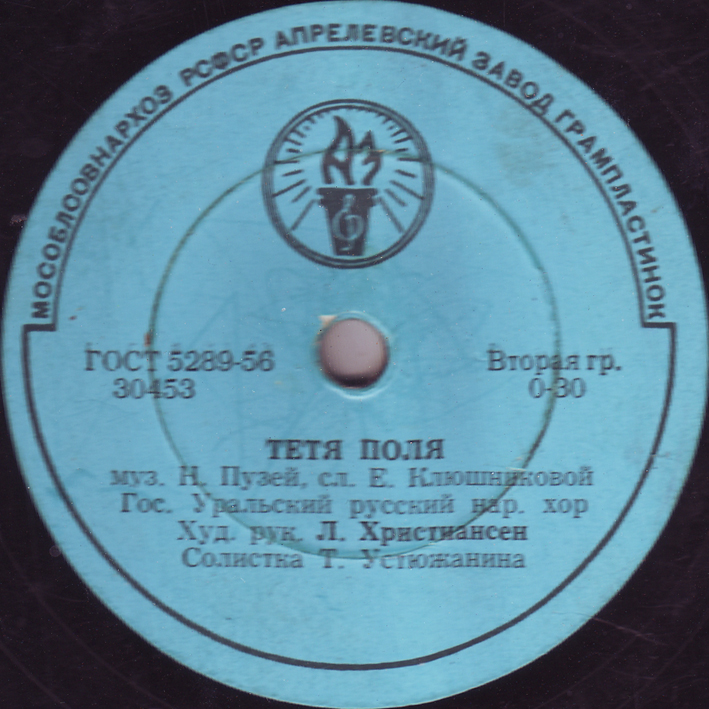 МОСОБЛСОВНАРХОЗ РСФСР АПРЕЛЕВСКИЙ ЗАВОД ГРАМПЛАСТИНОК
АЗ
ГОСТ 5289-56
30453
Вторая гр.
0-30
ТЕТЯ ПОЛЯ
муз. Н. Пузей, сл. Е. Клюшниковой
Гос. Уральский русский нар. хор
Худ. рук. Л. Христиансен
Солистка Т. Устюжанина